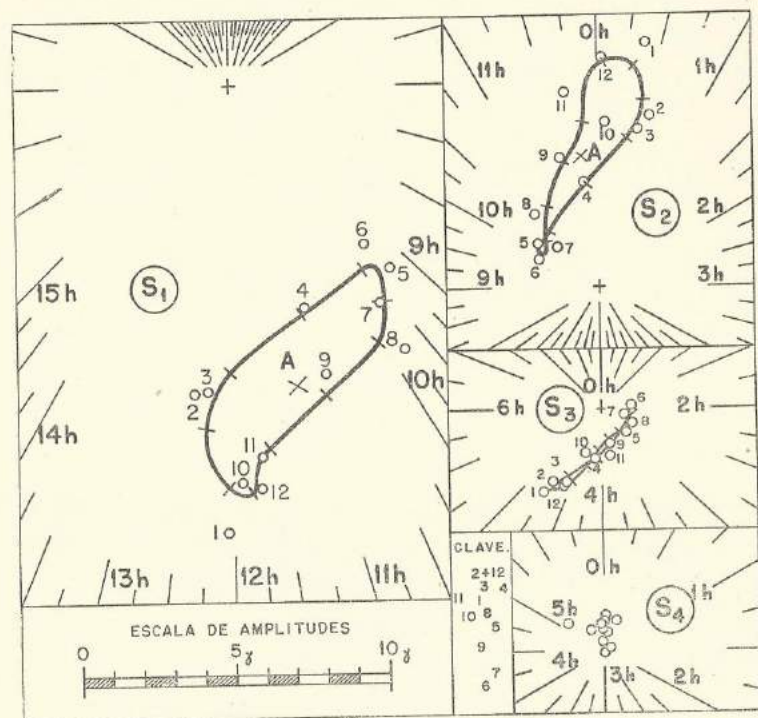 6
9h
15h
S1
4
5
7
8
10h
A
9
3
2
14h
11
10
12
1
13h
12h
11h
ESCALA DE AMPLITUDES
0 5γ 10γ
0h
1
11h
12
1h
11
2
10
3
9
A
4
10h
8
S2
2h
5
7
6
9h
3h
0h
6
6h
S3
7
2h
8
5
10
9
11
3
4
2
1
12
4h
CLAVE.
2+12
3 4
11 1
10 8
5
9
7
6
0h
1h
5h
S4
4h
3h
2h